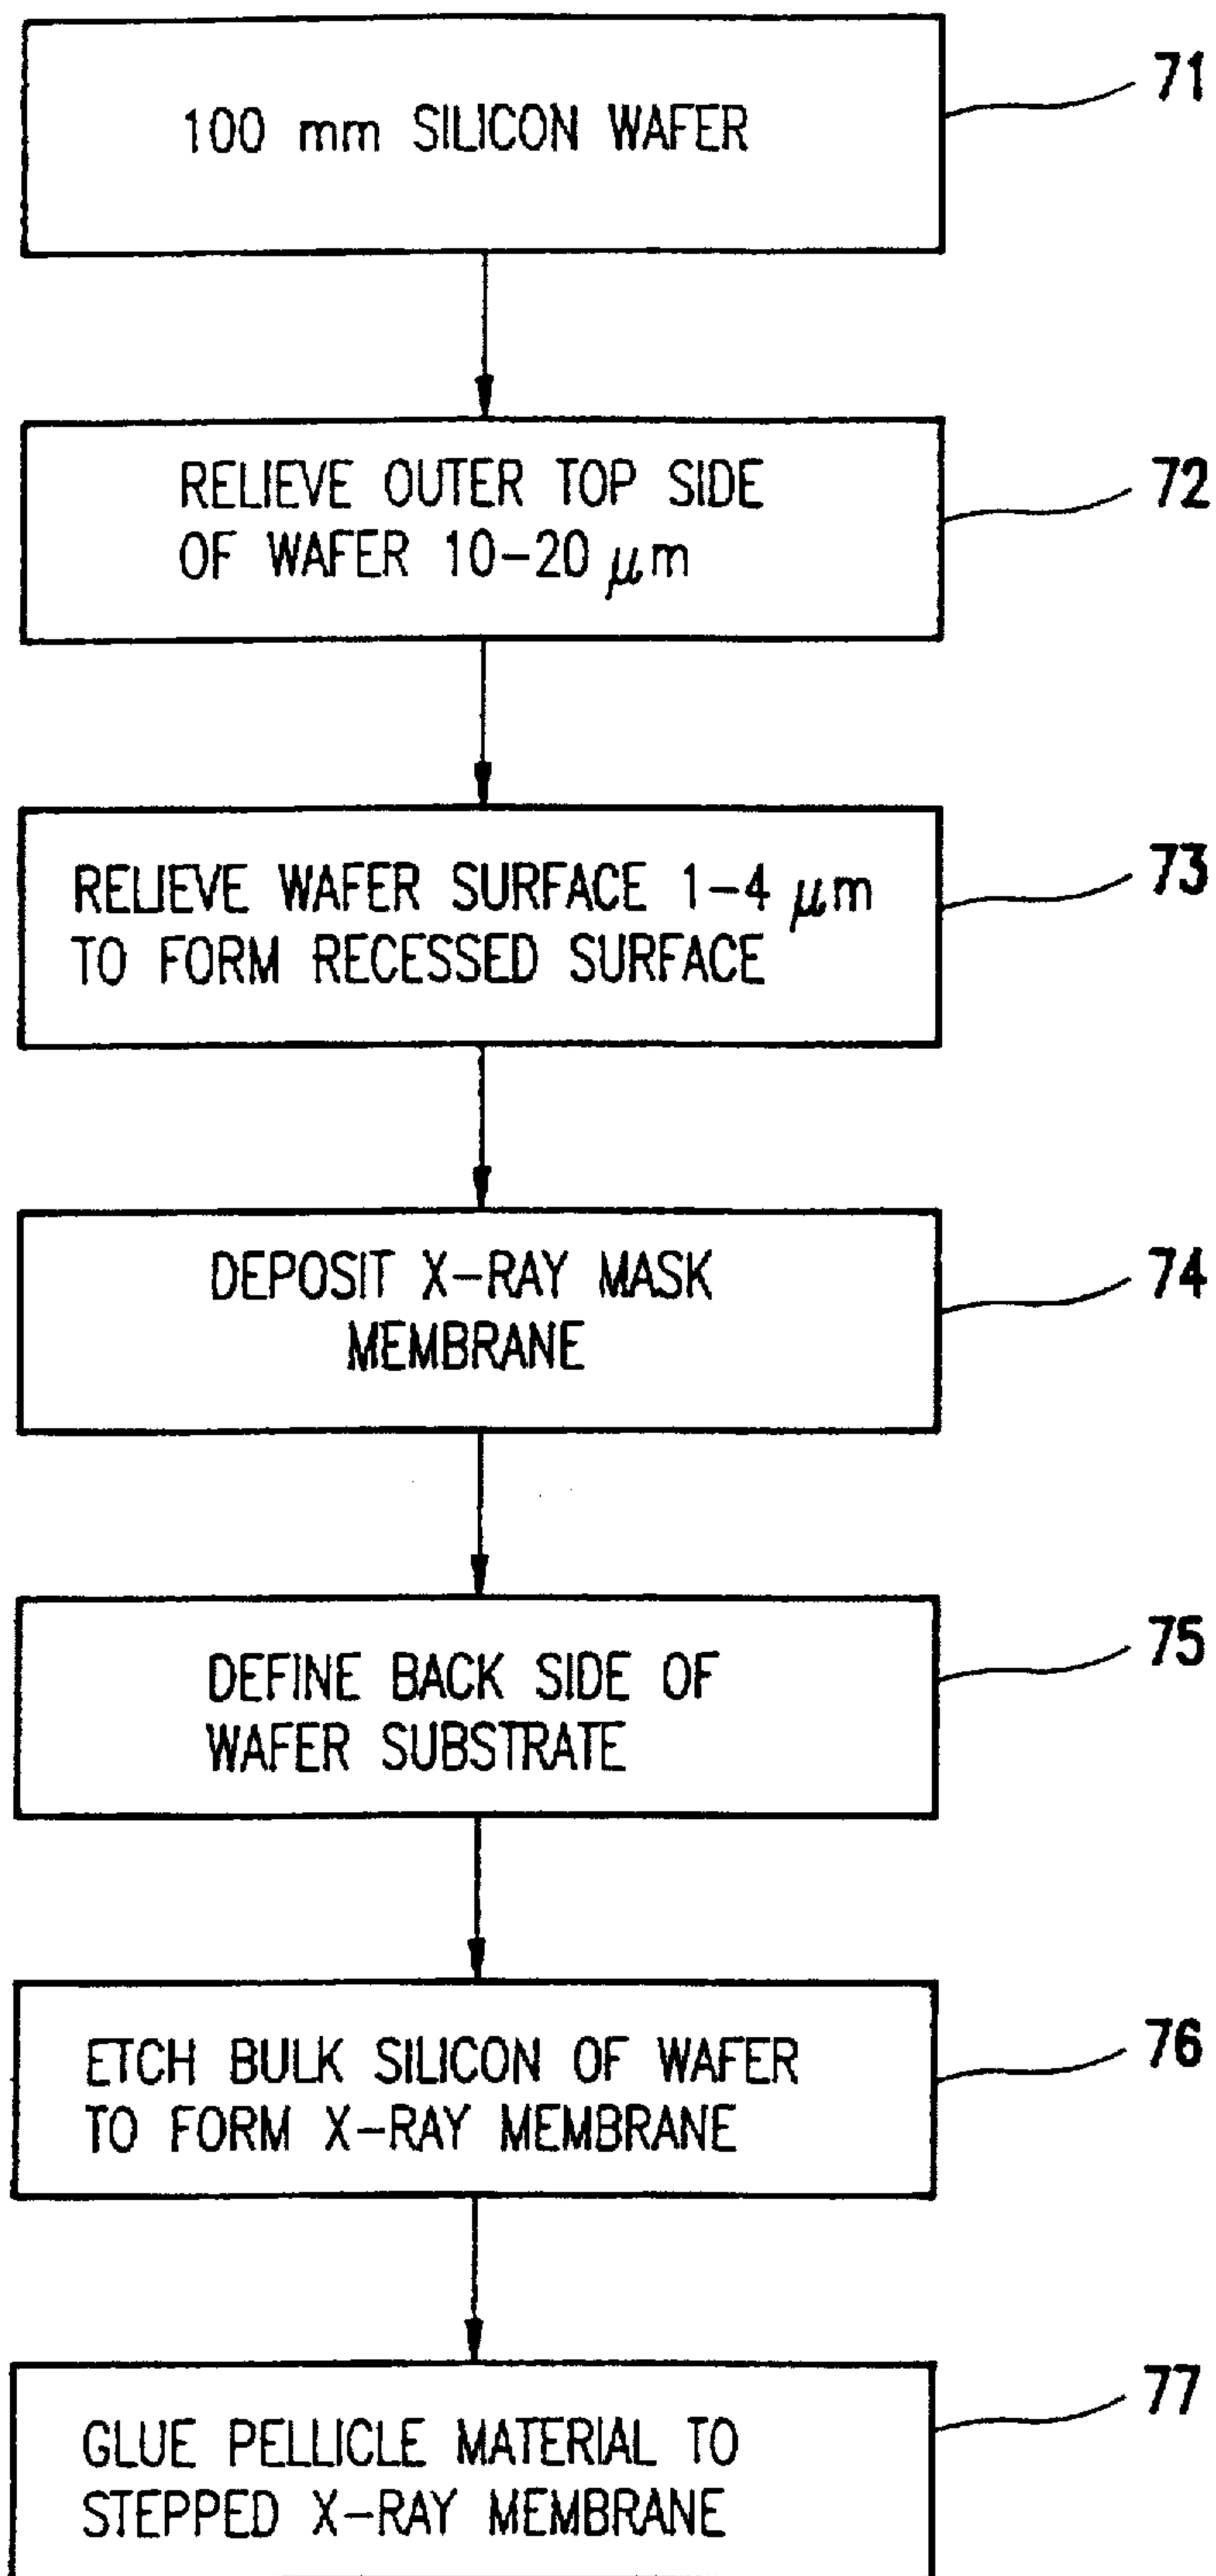 100 mm SILICON WAFER
71
RELIEVE OUTER TOP SIDE
OF WAFER 10-20 μm
72
RELIEVE WAFER SURFACE 1-4 μm
TO FORM RECESSED SURFACE
73
DEPOSIT X-RAY MASK
MEMBRANE
74
DEFINE BACK SIDE OF
WAFER SUBSTRATE
75
ETCH BULK SILICON OF WAFER
TO FORM X-RAY MEMBRANE
76
GLUE PELLICLE MATERIAL TO
STEPPED X-RAY MEMBRANE
77